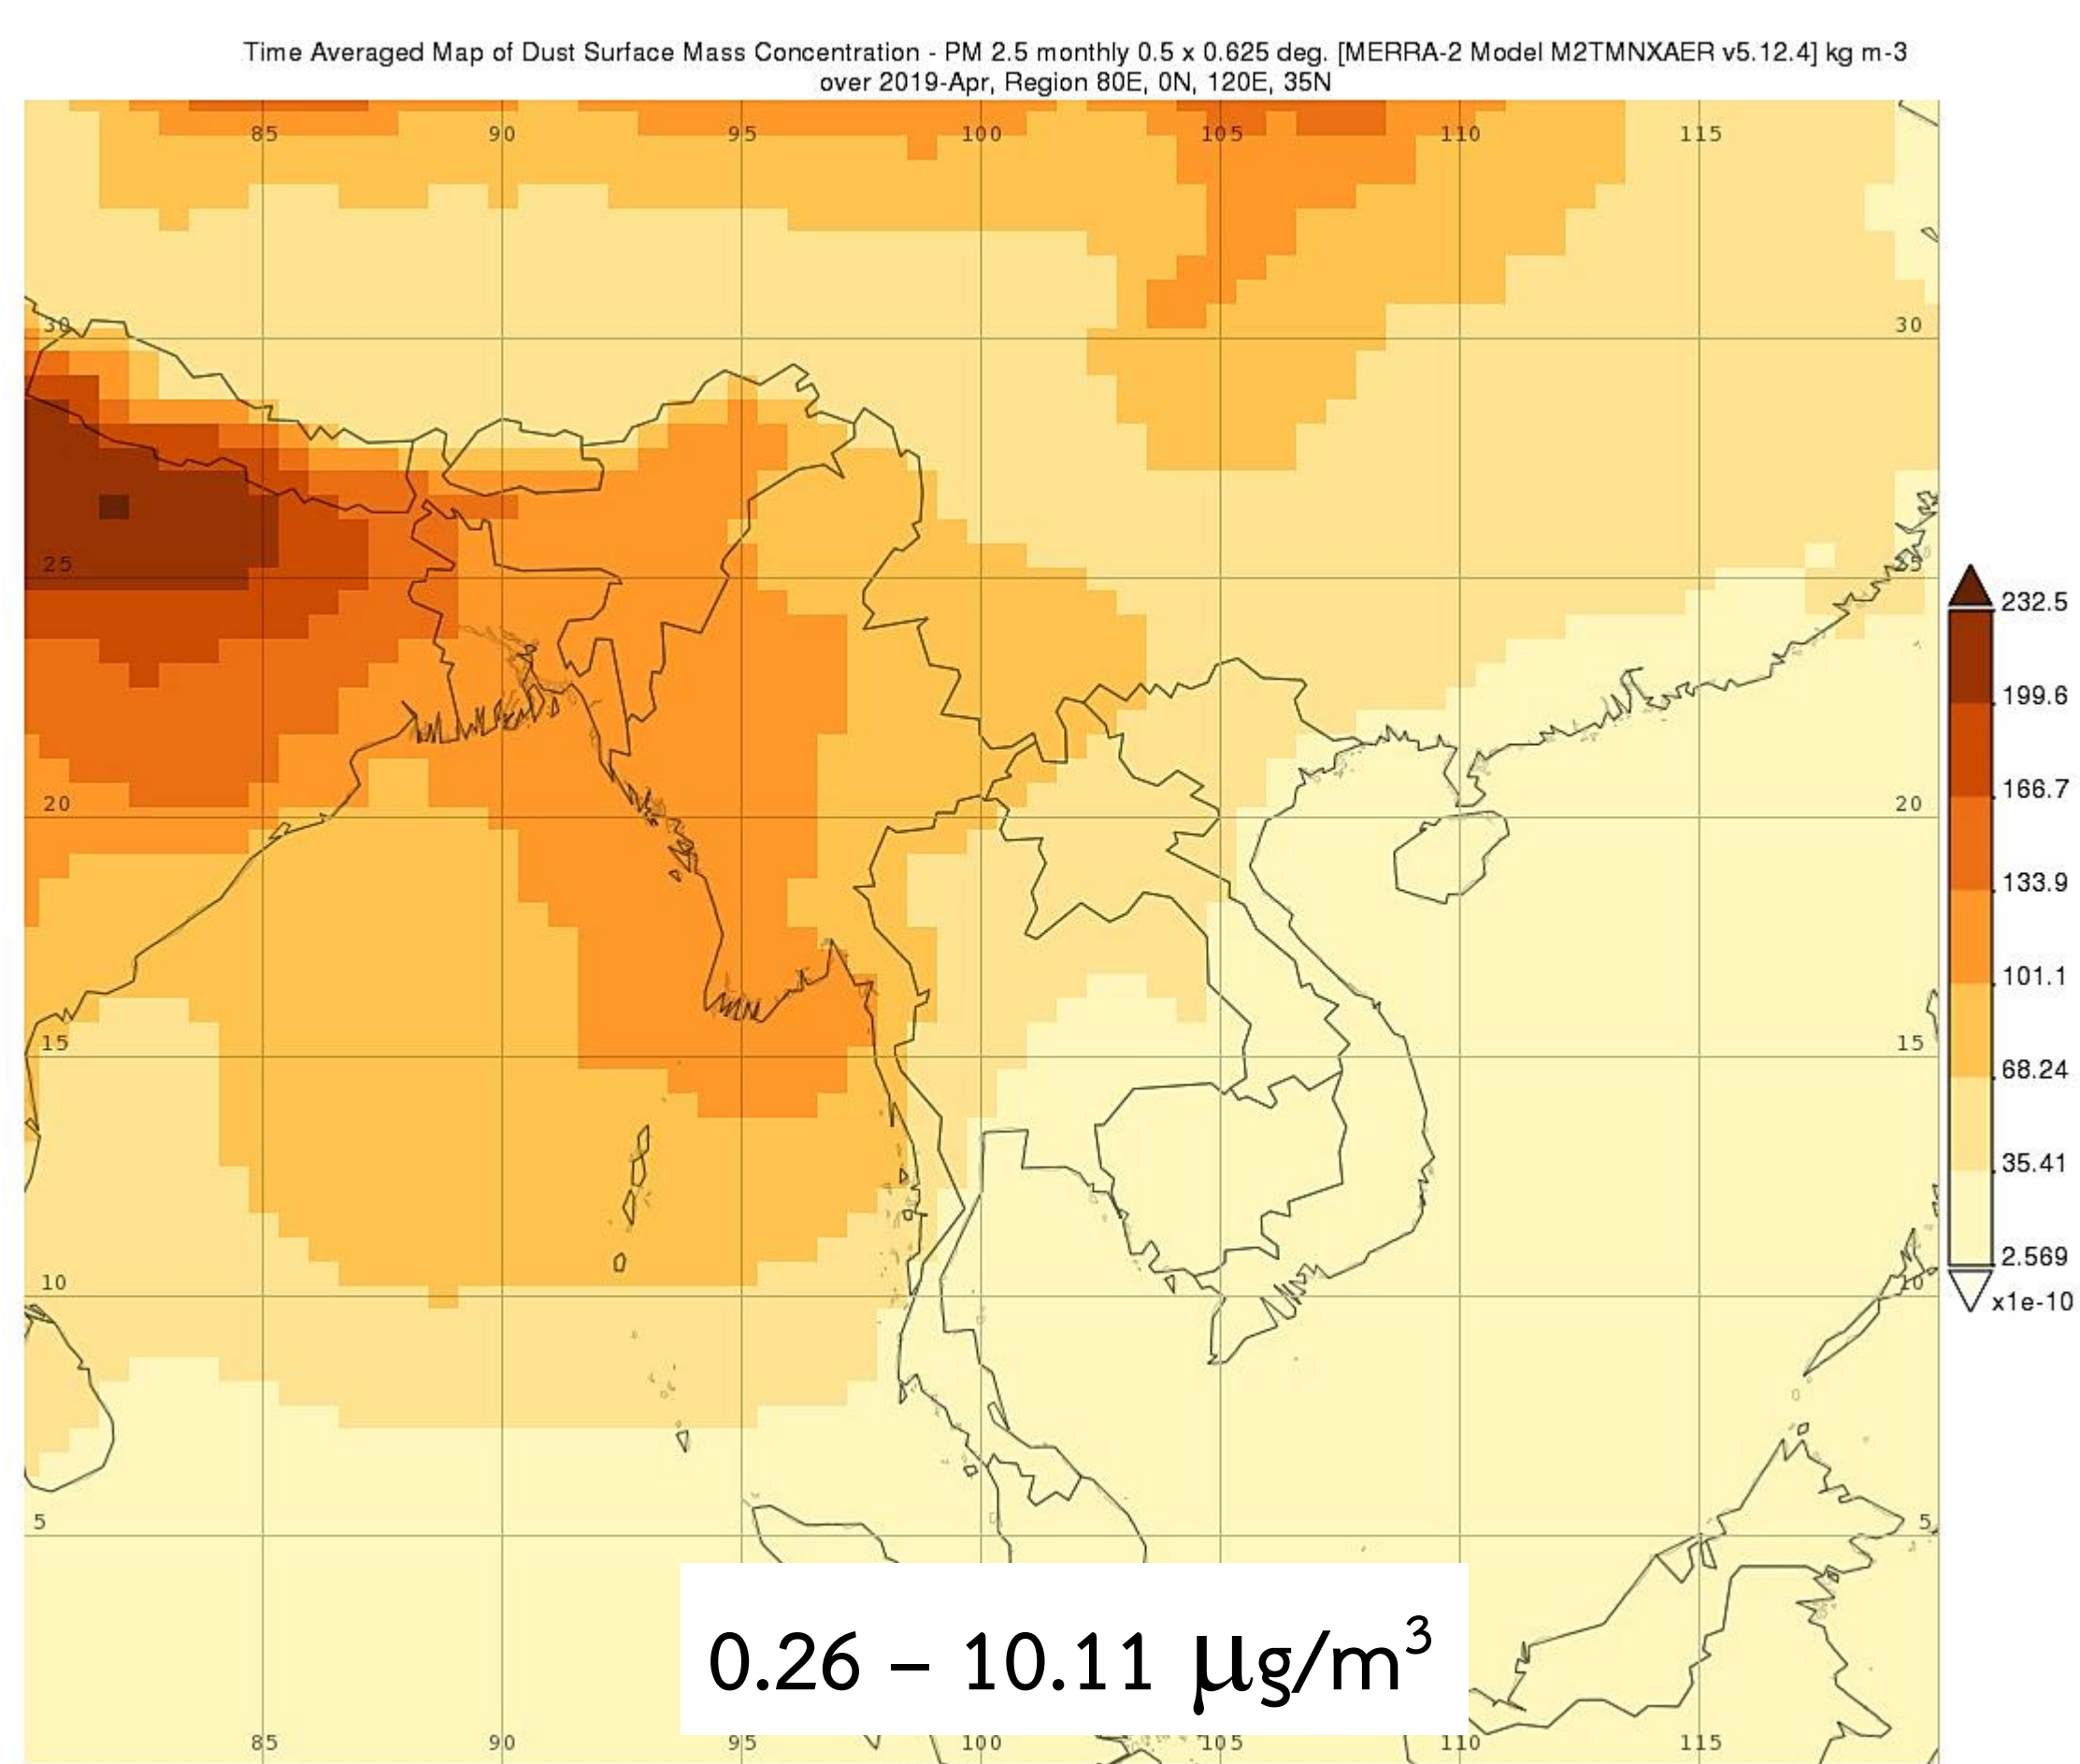 Time Averaged Map of Dust Surface Mass Concentration - PM 2.5 monthly 0.5 x 0.625 deg. [MERRA-2 Model M2TMNXAER v5.12.4] kg m-3
over 2019-Apr, Region 80E, 0N, 120E, 35N
85 90 95 100 105 110 115
30 30
25 25
232.5
199.6
166.7
20 20
133.9
101.1
15 15
68.24
35.41
2.569
10 10
x1e-10
5 5
0.26 – 10.11 µg/m³
85 90 95 100 105 110 115